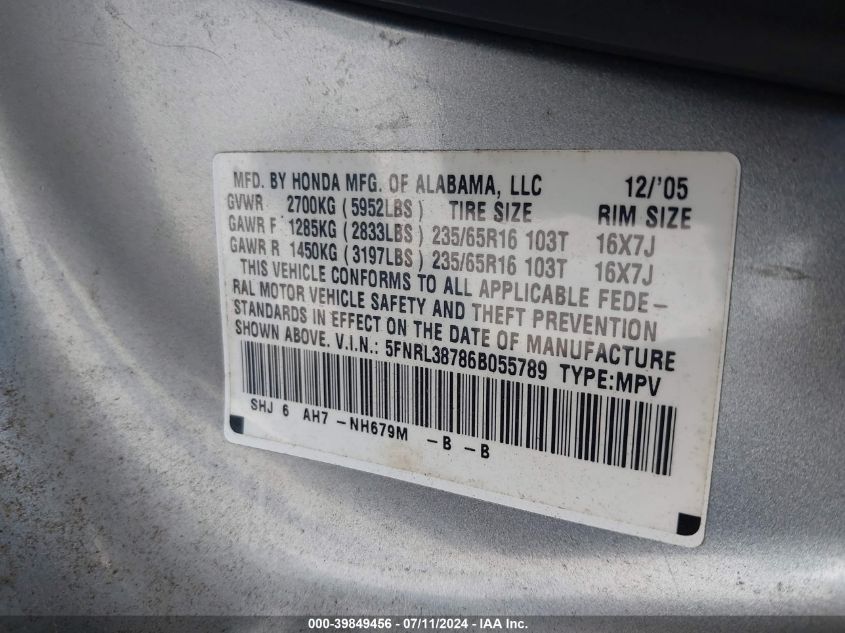 MFD. BY HONDA MFG. OF ALABAMA, LLC 12/'05
GVWR 2700KG (5952LBS) TIRE SIZE RIM SIZE
GAWR F 1285KG (2833LBS) 235/65R16 103T 16X7J
GAWR R 1450KG (3197LBS) 235/65R16 103T 16X7J
THIS VEHICLE CONFORMS TO ALL APPLICABLE FEDE-
RAL MOTOR VEHICLE SAFETY AND THEFT PREVENTION
STANDARDS IN EFFECT ON THE DATE OF MANUFACTURE
SHOWN ABOVE. V.I.N.: 5FNRL38786B055789 TYPE:MPV
SHJ 6 AH7 -NH679M -B -B
000-39849456 - 07/11/2024 - IAA, Inc.